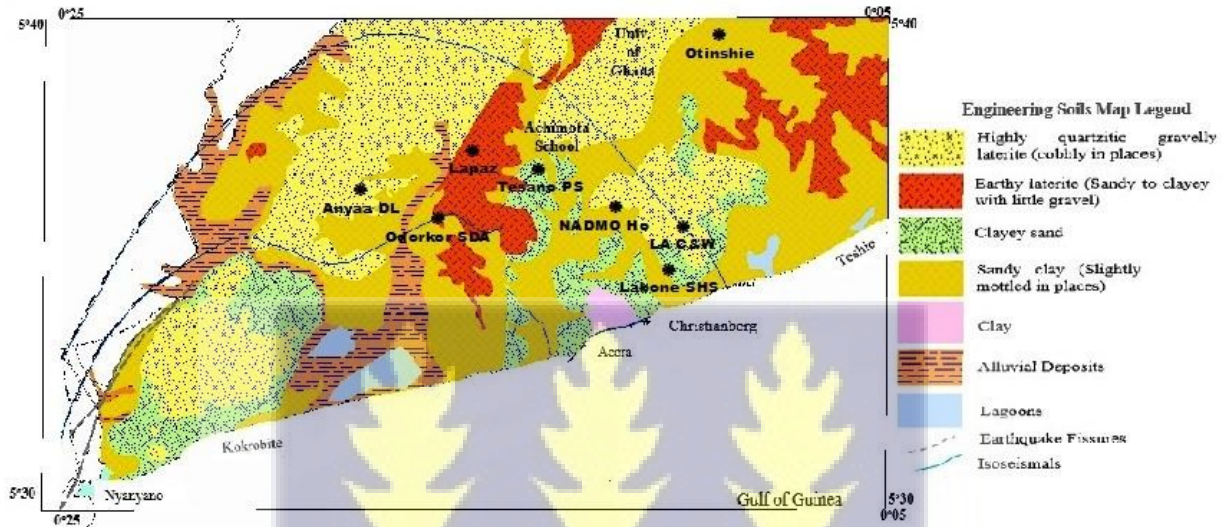 0°25
0°05
5°40
5°40
Univ.
of
Ghana
Otinshie
Achimota
School
Lapaz
Tesano PS
Anyaa DL
NADMO Hq
Odorkor SDA
LA C&W
Labone SHS
Teshie
Christianberg
Accra
Kokrobite
Nyanyano
Gulf of Guinea
5°30
0°25
5°30
0°05
Engineering Soils Map Legend
Highly quartzitic gravelly
laterite (cobbly in places)
Earthy laterite (Sandy to clayey
with little gravel)
Clayey sand
Sandy clay (Slightly
mottled in places)
Clay
Alluvial Deposits
Lagoons
Earthquake Fissures
Isoseismals